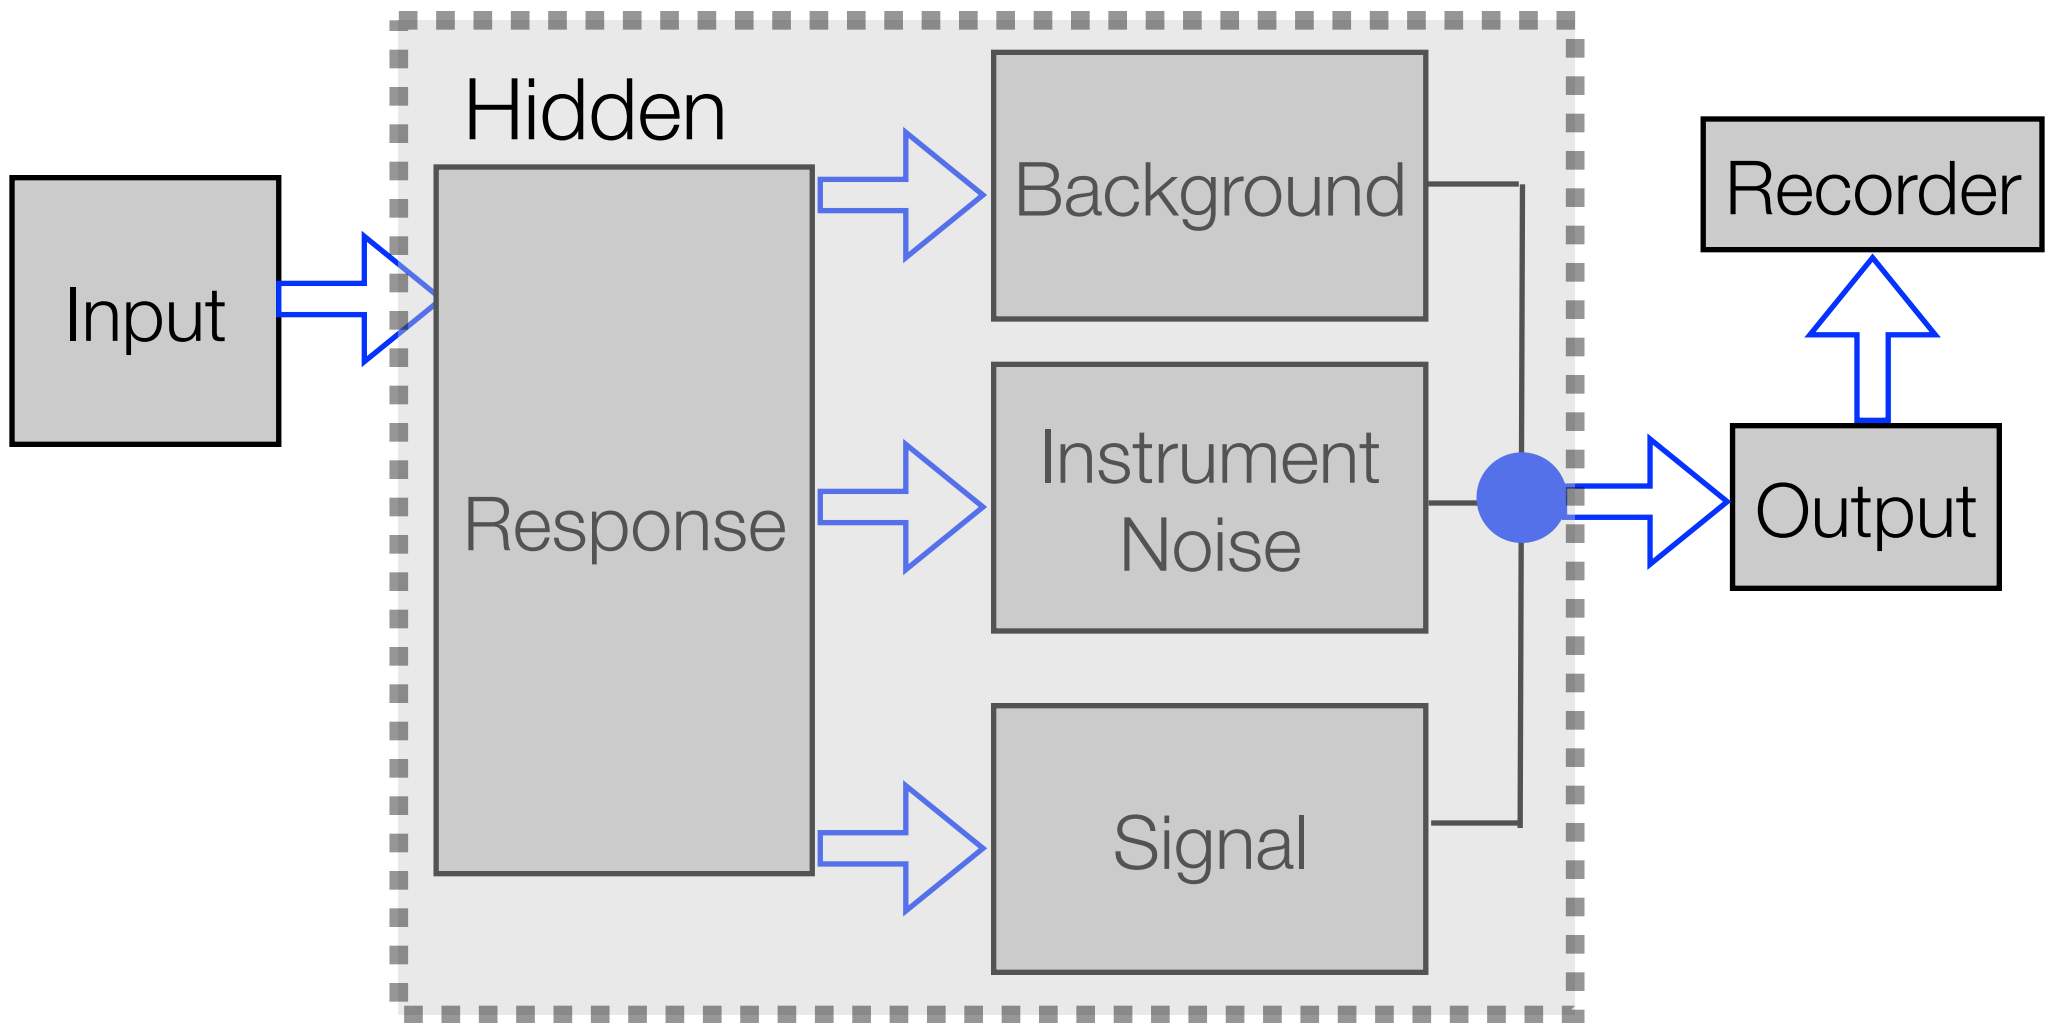 Hidden
Input
Response
Background
Instrument
Noise
Signal
Recorder
Output